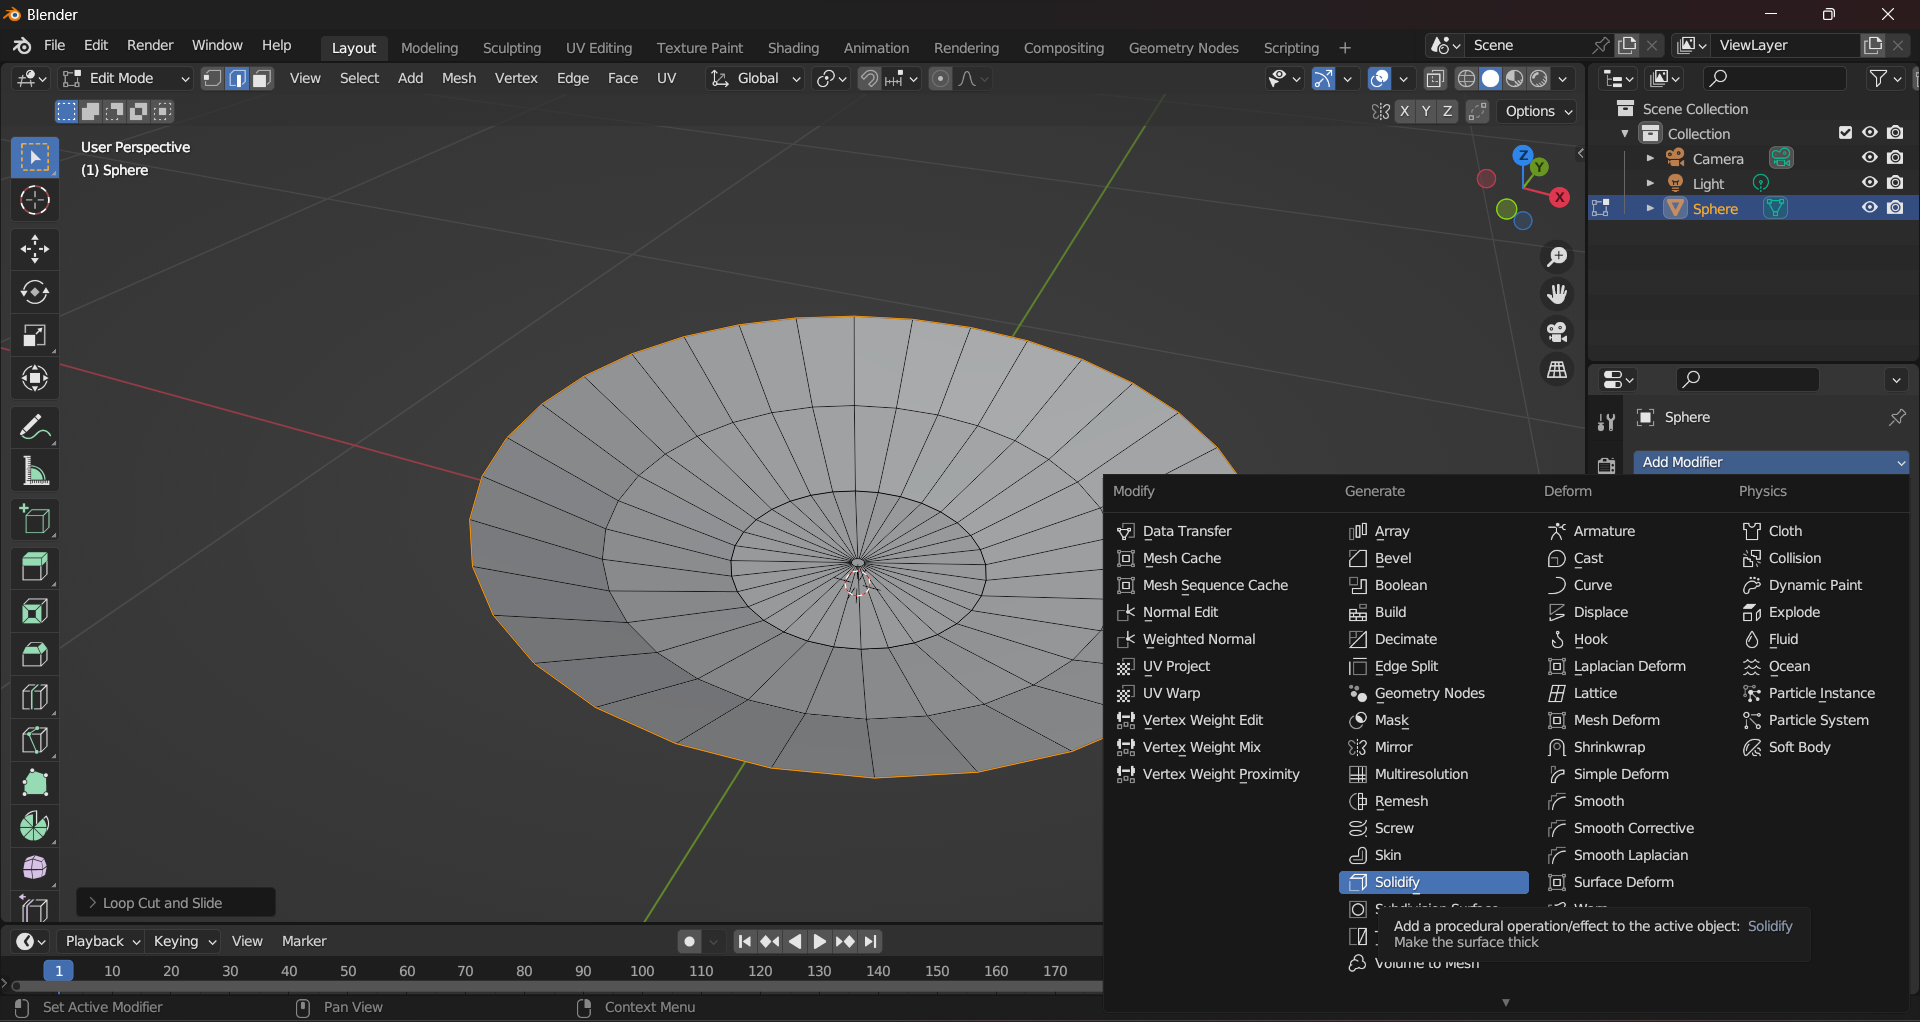 Blender
File Edit Render Window Help Layout Modeling Sculpting UV Editing Texture Paint Shading Animation Rendering Compositing Geometry Nodes Scripting + Scene ViewLayer
Edit Mode View Select Add Mesh Vertex Edge Face UV Global
X Y Z Options
User Perspective
(1) Sphere
Z
Y
X
Scene Collection
Collection
Camera
Light
Sphere
Sphere
Add Modifier
Modify Generate Deform Physics
Data Transfer Array Armature Cloth
Mesh Cache Bevel Cast Collision
Mesh Sequence Cache Boolean Curve Dynamic Paint
Normal Edit Build Displace Explode
Weighted Normal Decimate Hook Fluid
UV Project Edge Split Laplacian Deform Ocean
UV Warp Geometry Nodes Lattice Particle Instance
Vertex Weight Edit Mask Mesh Deform Particle System
Vertex Weight Mix Mirror Shrinkwrap Soft Body
Vertex Weight Proximity Multiresolution Simple Deform
Remesh Smooth
Screw Smooth Corrective
Skin Smooth Laplacian
Solidify Surface Deform
Subdivision Surface Warp
Add a procedural operation/effect to the active object: Solidify
Make the surface thick
Volume to Mesh
> Loop Cut and Slide
Playback Keying View Marker
1 10 20 30 40 50 60 70 80 90 100 110 120 130 140 150 160 170
Set Active Modifier Pan View Context Menu